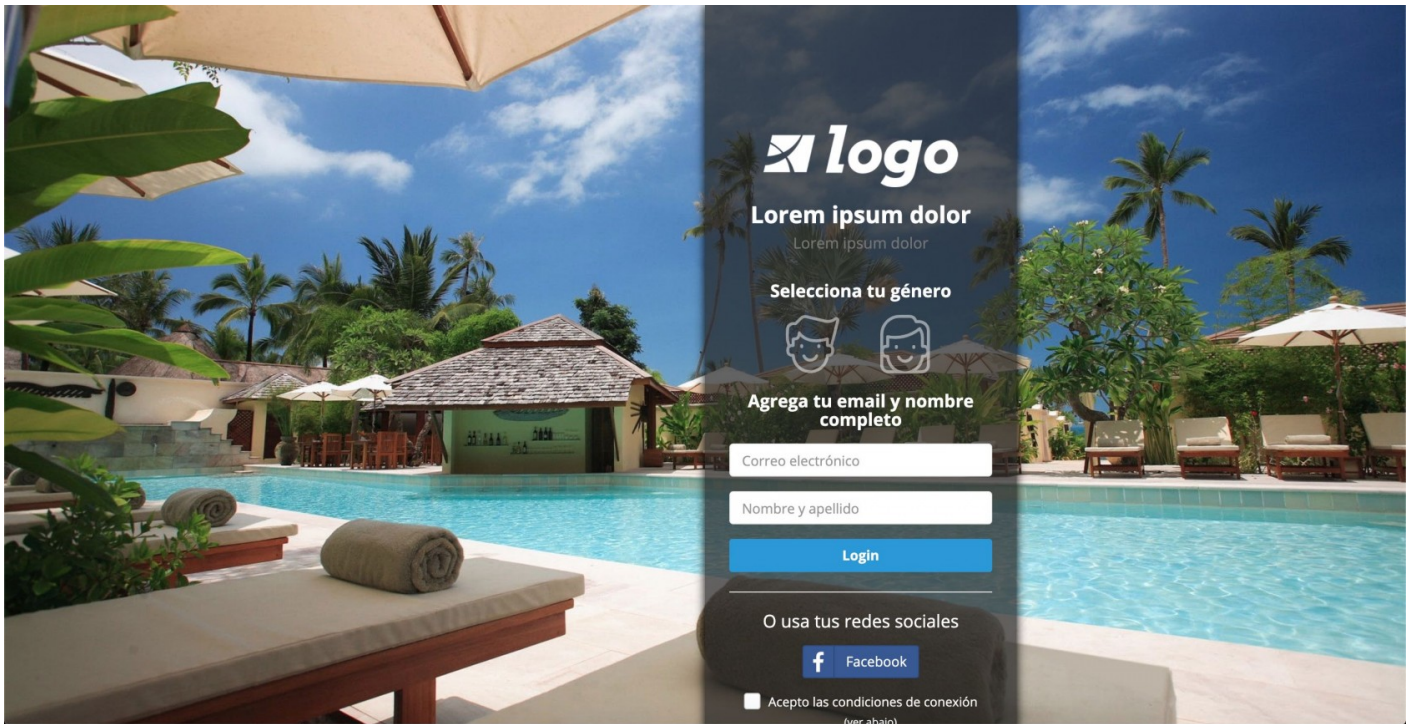 logo
Lorem ipsum dolor
Lorem ipsum dolor
Selecciona tu género
Agrega tu email y nombre
completo
Correo electrónico
Nombre y apellido
Login
O usa tus redes sociales
f Facebook
Acepto las condiciones de conexión
(ver abajo)